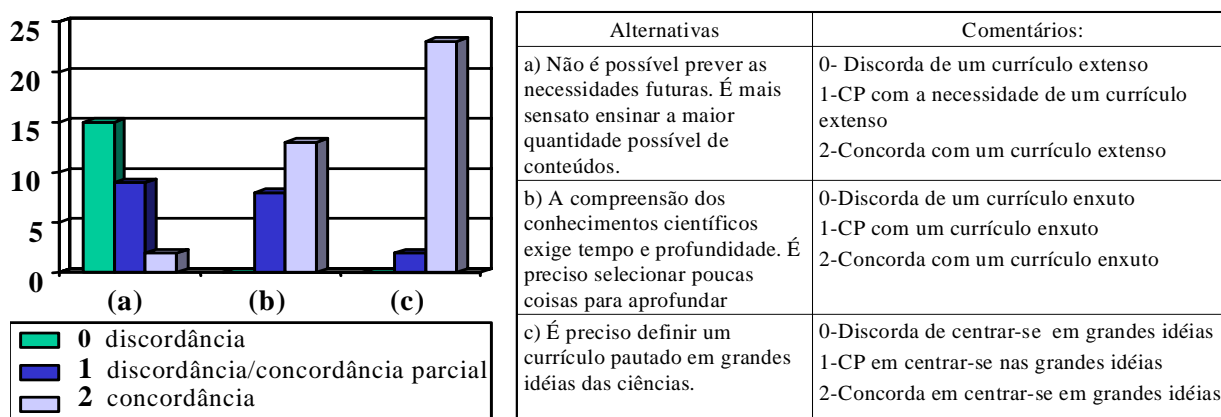 25
20
15
10
5
0
(a) (b) (c)
0 discordância
1 discordância/concordância parcial
2 concordância
Alternativas
Comentários:
a) Não é possível prever as
necessidades futuras. É mais
sensato ensinar a maior
quantidade possível de
conteúdos.
0- Discorda de um currículo extenso
1-CP com a necessidade de um currículo
extenso
2-Concorda com um currículo extenso
b) A compreensão dos
conhecimentos científicos
exige tempo e profundidade. É
preciso selecionar poucas
coisas para aprofundar
0-Discorda de um currículo enxuto
1-CP com um currículo enxuto
2-Concorda com um currículo enxuto
c) É preciso definir um
currículo pautado em grandes
idéias das ciências.
0-Discorda de centrar-se em grandes idéias
1-CP em centrar-se nas grandes idéias
2-Concorda em centrar-se em grandes idéias